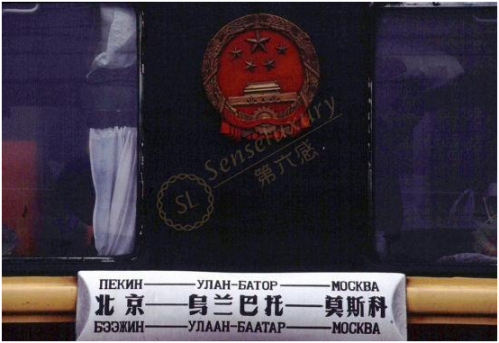 Senseluxury
第六感
SL
ПЕКИН—УЛАН-БАТОР—МОСКВА
北京—乌兰巴托—莫斯科
БЭЭЖИН—УЛААН-БААТАР—МОСКВА